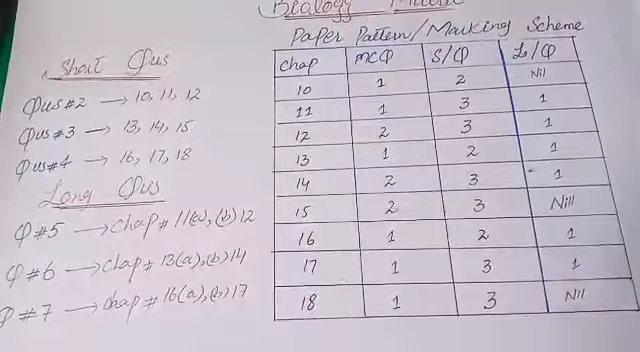 Biology
Paper Pattern/Marking Scheme
Short Qus
Qus#2 → 10, 11, 12
Qus#3 → 13, 14, 15
Qus#4 → 16, 17, 18
Long Qus
Q#5 → chap# 11(a), (b) 12
Q#6 → chap# 13(a), (b) 14
Q#7 → chap# 16(a), (b) 17
Chap MCQ S/Q L/Q
10 1 2 Nil
11 1 3 1
12 2 3 1
13 1 2 1
14 2 3 1
15 2 3 Nill
16 1 2 1
17 1 3 1
18 1 3 Nil